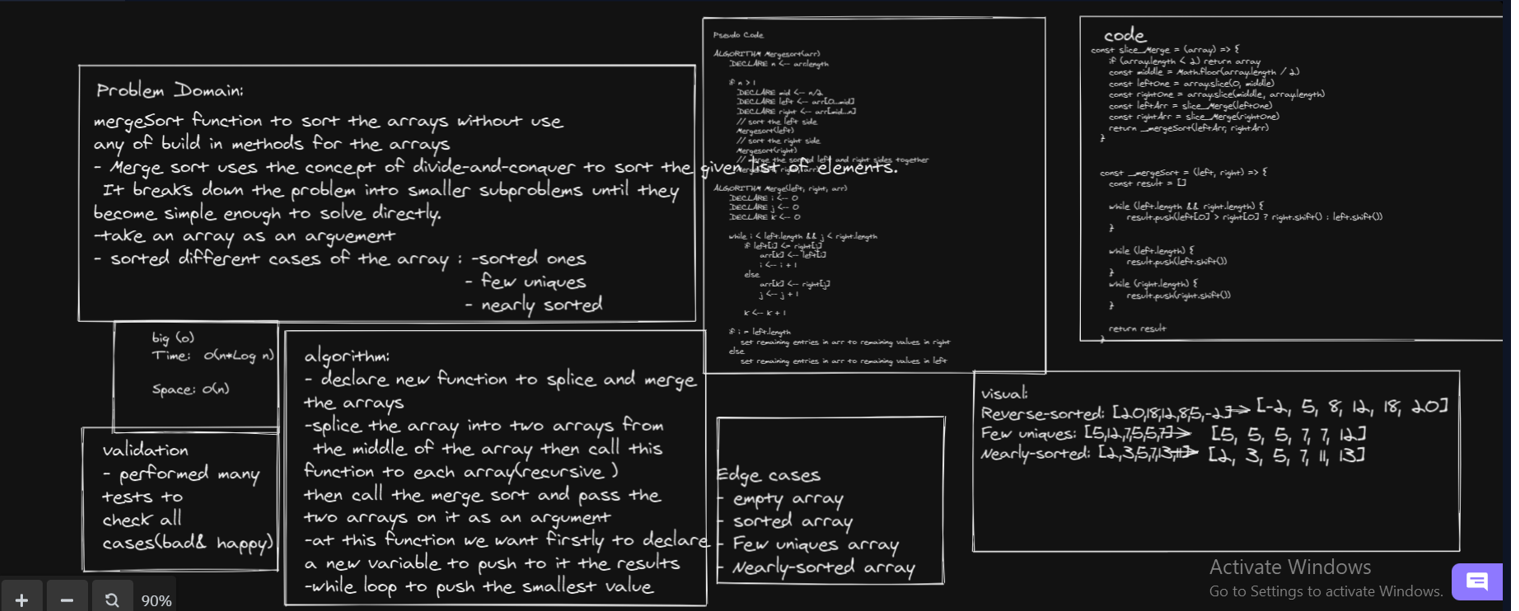 Problem Domain:
mergeSort function to sort the arrays without use
any of build in methods for the arrays
- Merge sort uses the concept of divide-and-conquer to sort the given list of elements.
It breaks down the problem into smaller subproblems until they
become simple enough to solve directly.
-take an array as an arguement
- sorted different cases of the array : -sorted ones
- few uniques
- nearly sorted
big (o)
Time: O(n*Log n)
Space: O(n)
validation
- performed many
tests to
check all
cases(bad& happy)
algorithm:
- declare new function to splice and merge
the arrays
-splice the array into two arrays from
the middle of the array then call this
function to each array(recursive )
then call the merge sort and pass the
two arrays on it as an argument
-at this function we want firstly to declare
a new variable to push to it the results
-while loop to push the smallest value
Pseudo Code
ALGORITHM Mergesort(arr)
DECLARE n <-- arr.length
if n > 1
DECLARE mid <-- n/2
DECLARE left <-- arr[0...mid]
DECLARE right <-- arr[mid...n]
// sort the left side
Mergesort(left)
// sort the right side
Mergesort(right)
// merge the sorted left and right sides together
ALGORITHM Merge(left, right, arr)
DECLARE i <-- 0
DECLARE j <-- 0
DECLARE k <-- 0
while i < left.length && j < right.length
if left[i] <= right[j]
arr[k] <-- left[i]
i <-- i + 1
else
arr[k] <-- right[j]
j <-- j + 1
k <-- k + 1
if i = left.length
set remaining entries in arr to remaining values in right
else
set remaining entries in arr to remaining values in left
Edge cases
- empty array
- sorted array
- Few uniques array
- Nearly-sorted array
code
const slice_Merge = (array) => {
if (array.length < 2) return array
const middle = Math.floor(array.length / 2)
const leftOne = array.slice(0, middle)
const rightOne = array.slice(middle, array.length)
const leftArr = slice_Merge(leftOne)
const rightArr = slice_Merge(rightOne)
return _mergeSort(leftArr, rightArr)
}
const _mergeSort = (left, right) => {
const result = []
while (left.length && right.length) {
result.push(left[0] > right[0] ? right.shift() : left.shift())
}
while (left.length) {
result.push(left.shift())
}
while (right.length) {
result.push(right.shift())
}
return result
}
visual:
Reverse-sorted: [20,18,12,8,5,-2] [-2, 5, 8, 12, 18, 20]
Few uniques: [5,12,7,5,5,7] [5, 5, 5, 7, 7, 12]
Nearly-sorted: [2,3,5,7,13,11] [2, 3, 5, 7, 11, 13]
Activate Windows
Go to Settings to activate Windows.
90%